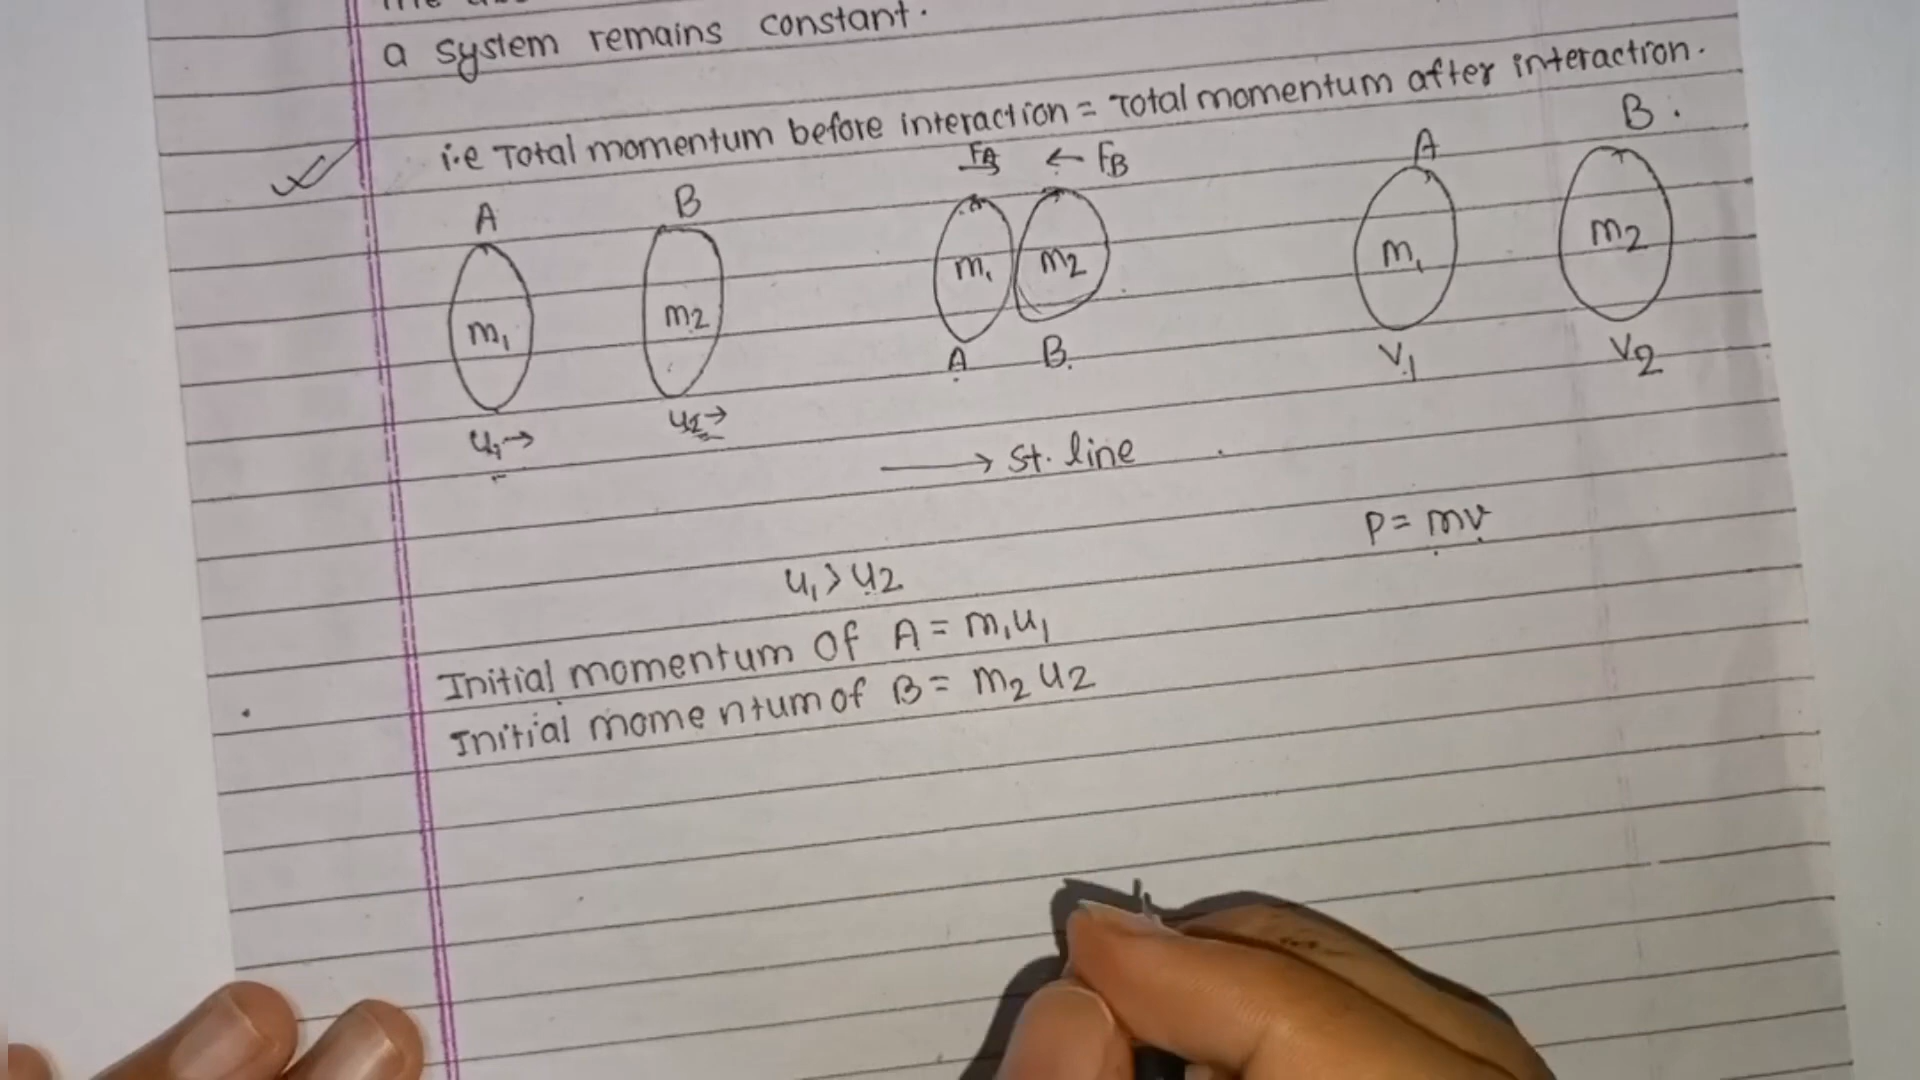 a system remains constant.
i.e Total momentum before interaction = Total momentum after interaction.
A B FA ← FB A B.
m1 m2 m1 m2 m1 m2
u1→ u2→ A B. v1 v2
→ St. line
P = mv
u1 > u2
Initial momentum of A = m1u1
Initial momentum of B = m2 u2